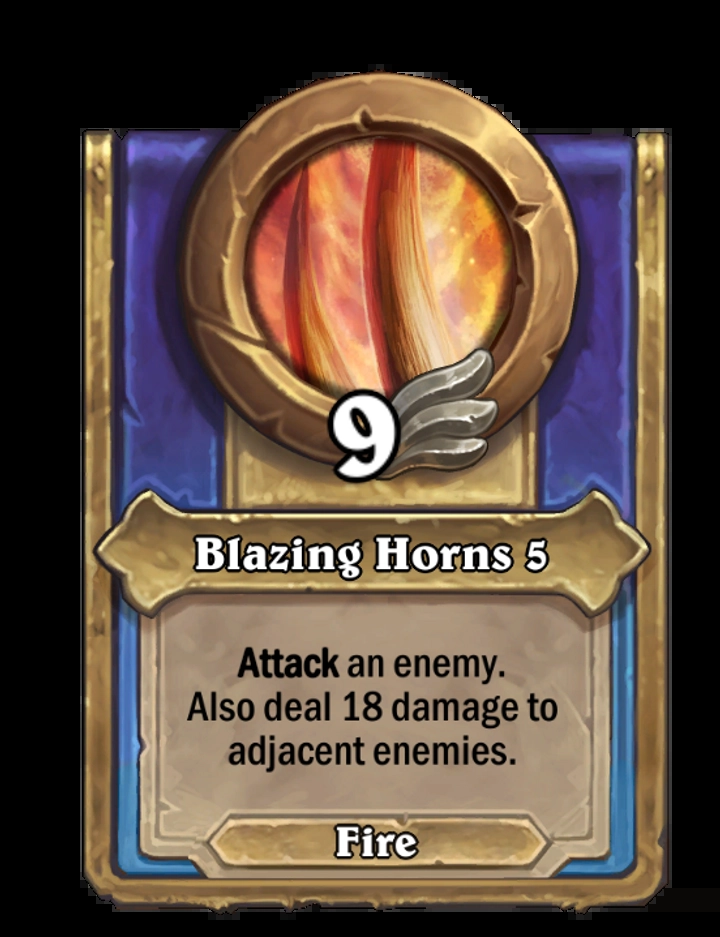 9
Blazing Horns 5
Attack an enemy.
Also deal 18 damage to
adjacent enemies.
Fire